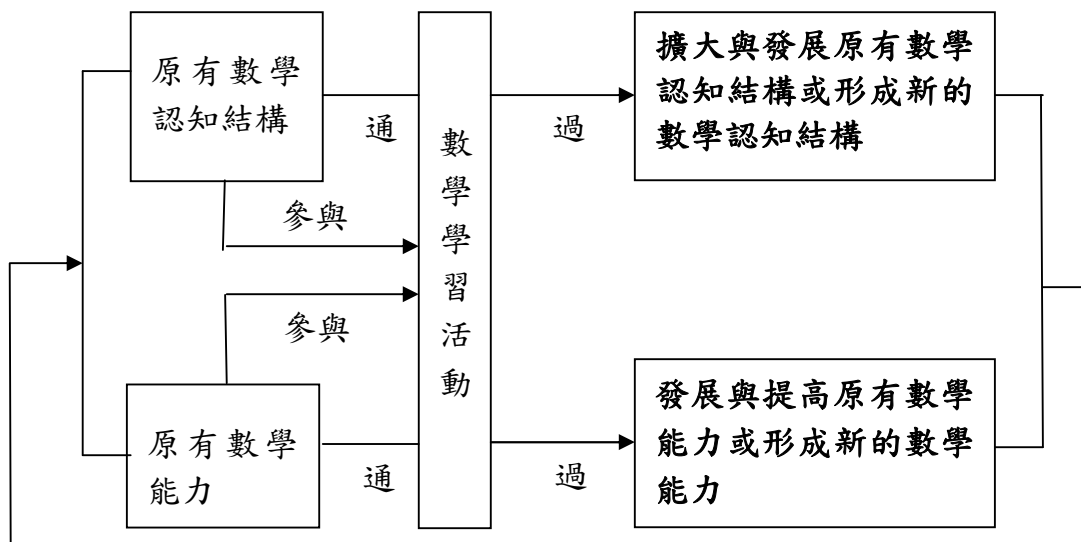 原有數學
認知結構
通
過
擴大與發展原有數學
認知結構或形成新的
數學認知結構
參與
數學學習活動
參與
原有數學
能力
通
過
發展與提高原有數學
能力或形成新的數學
能力